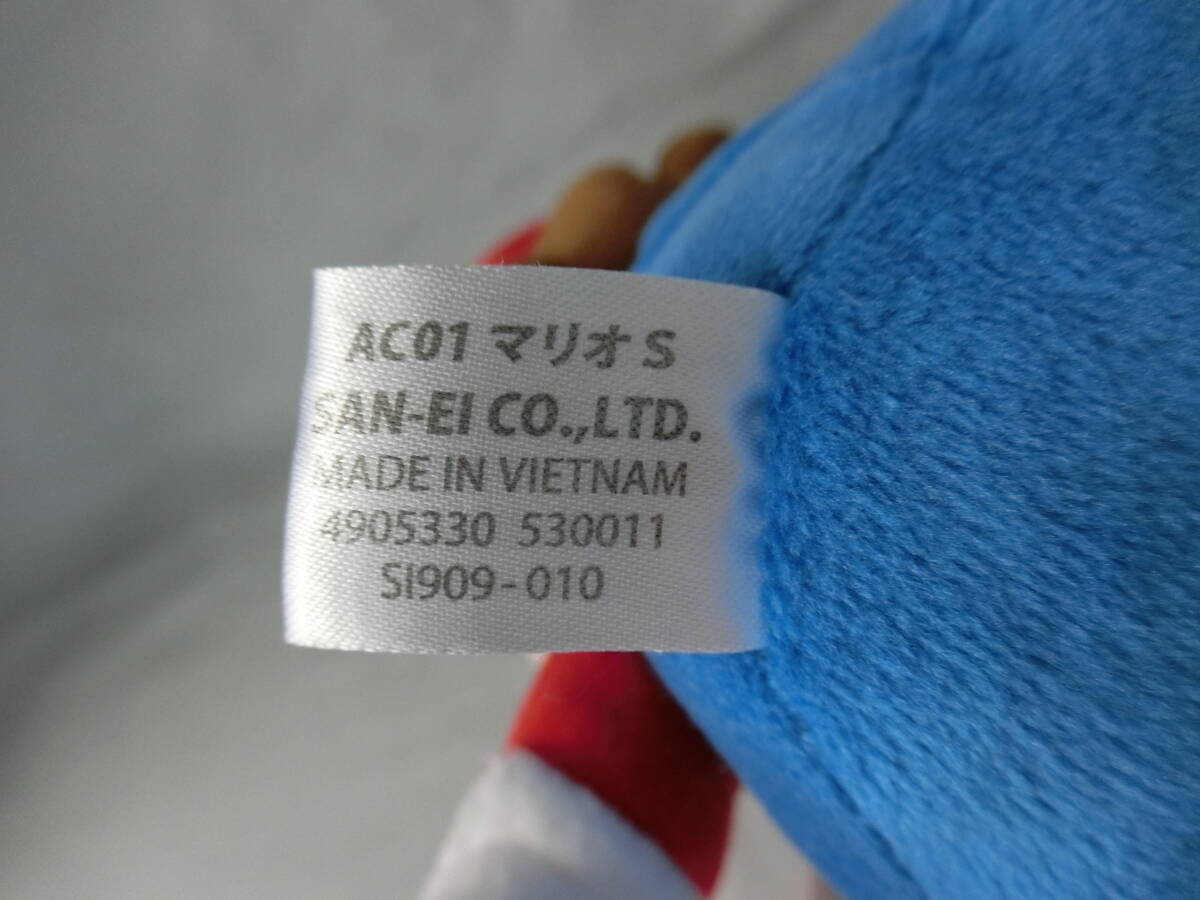 AC01 マリオ S
SAN-EI CO.,LTD.
MADE IN VIETNAM
4905330 530011
SI909-010